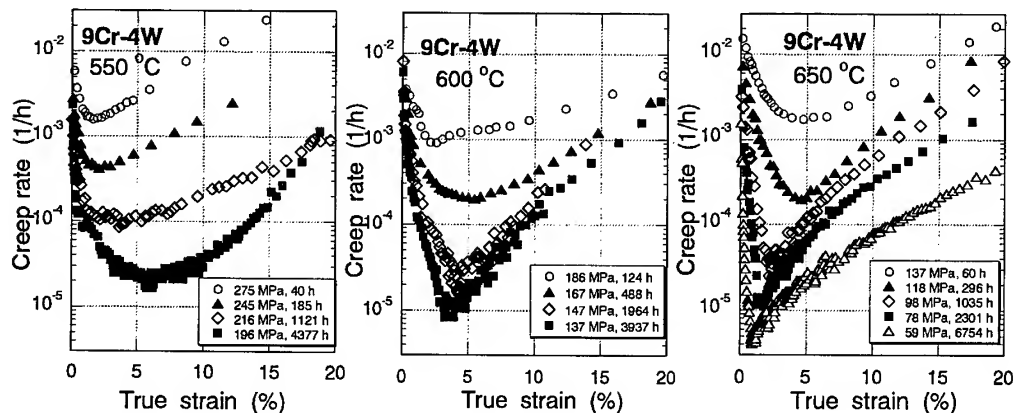 9Cr-4W
550 °C
Creep rate (1/h)
10-2
10-3
10-4
10-5
275 MPa, 40 h
245 MPa, 185 h
216 MPa, 1121 h
196 MPa, 4377 h
0 5 10 15 20
True strain (%)
9Cr-4W
600 °C
Creep rate (1/h)
10-2
10-3
10-4
10-5
186 MPa, 124 h
167 MPa, 488 h
147 MPa, 1964 h
137 MPa, 3937 h
0 5 10 15 20
True strain (%)
9Cr-4W
650 °C
Creep rate (1/h)
10-2
10-3
10-4
10-5
137 MPa, 60 h
118 MPa, 296 h
98 MPa, 1035 h
78 MPa, 2301 h
59 MPa, 6754 h
0 5 10 15 20
True strain (%)